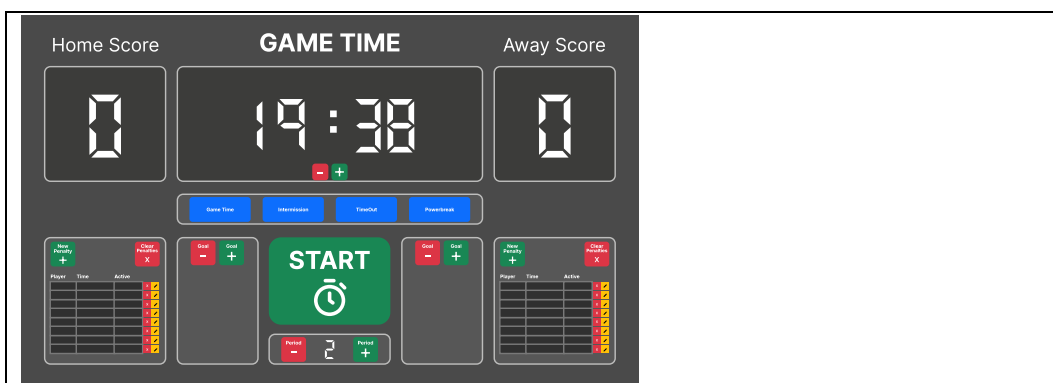 Home Score
GAME TIME
Away Score
0
19:38
0
-
+
Game Time
Intermission
TimeOut
Powerbreak
New Penalty
+
Clear Penalties
X
Player Time Active
Goal
-
Goal
+
START
Period
-
2
Period
+
Goal
-
Goal
+
New Penalty
+
Clear Penalties
X
Player Time Active